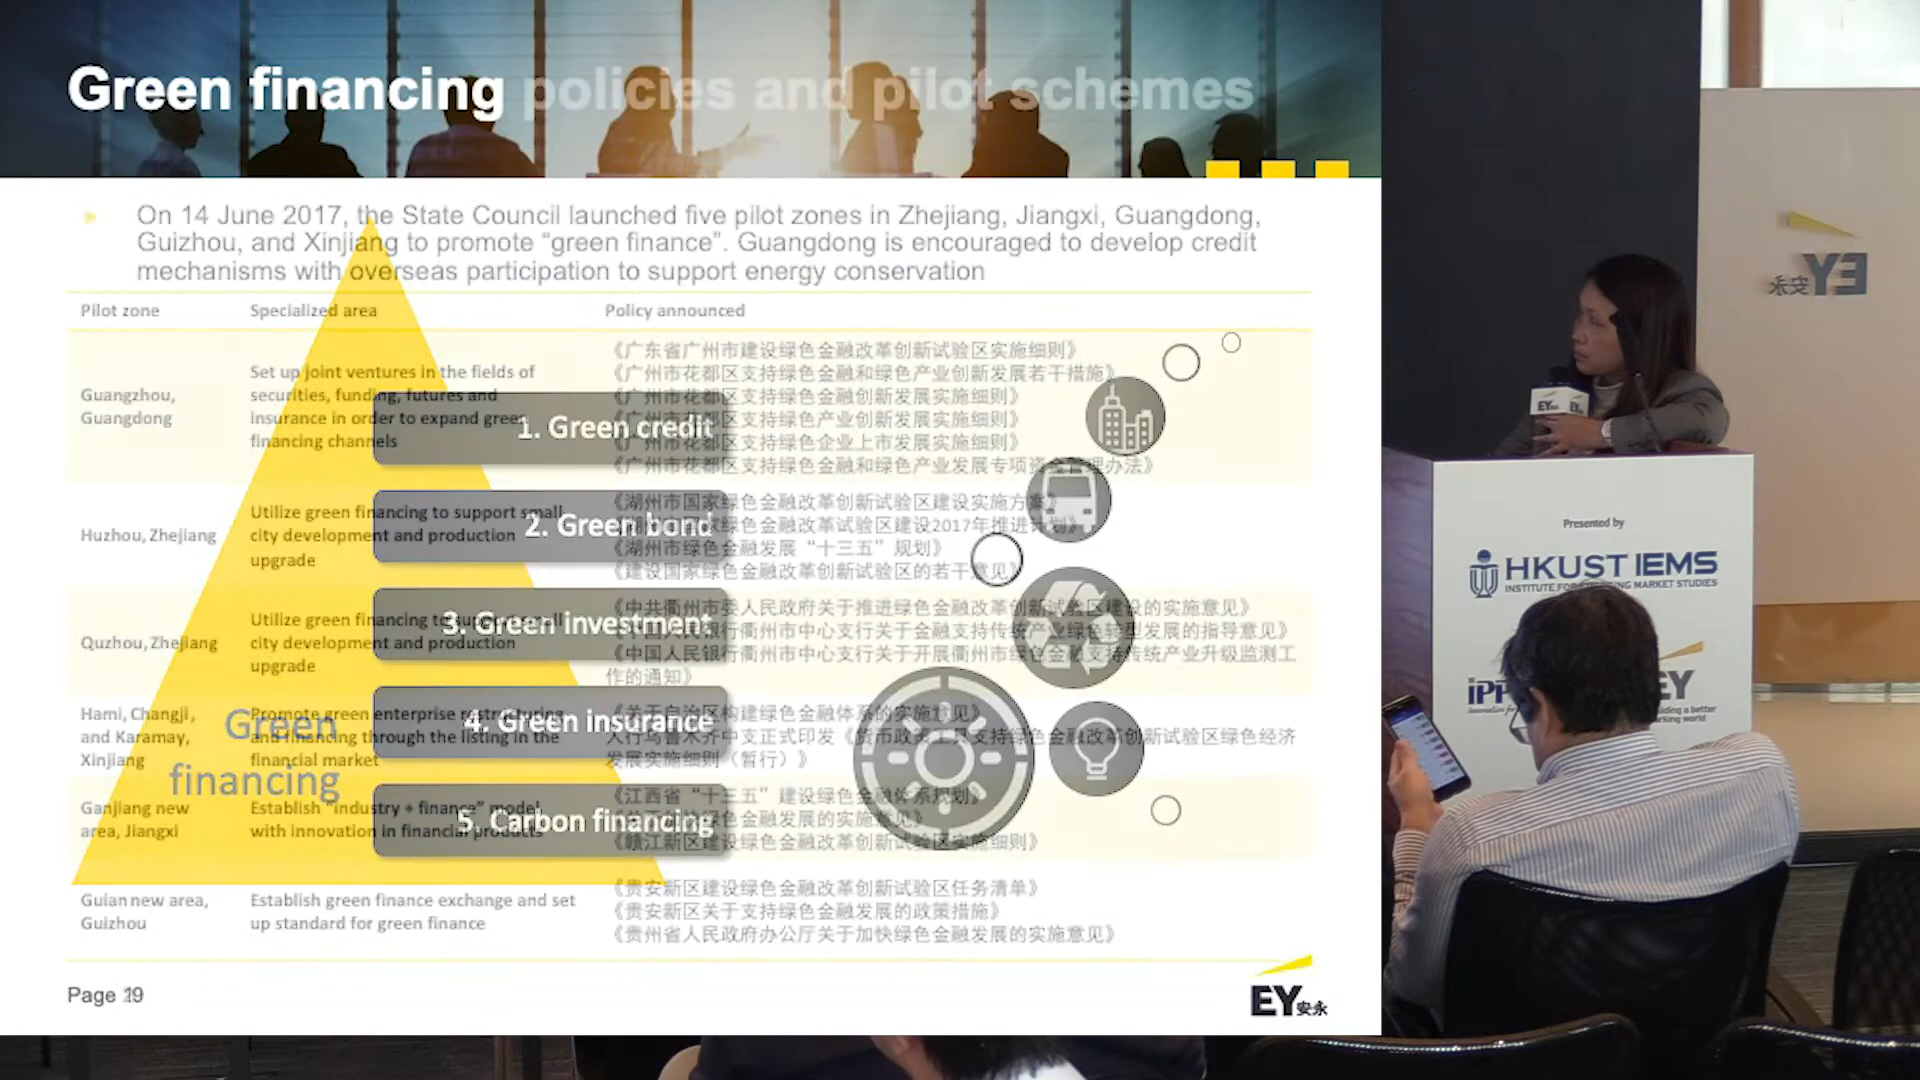 Green financing policies and pilot schemes
On 14 June 2017, the State Council launched five pilot zones in Zhejiang, Jiangxi, Guangdong,
Guizhou, and Xinjiang to promote “green finance”. Guangdong is encouraged to develop credit
mechanisms with overseas participation to support energy conservation
Pilot zone Specialized area Policy announced
Guangzhou,
Guangdong
Set up joint ventures in the fields of
securities, funding, futures and
insurance in order to expand green
financing channels
《广东省广州市建设绿色金融改革创新试验区实施细则》
《广州市花都区支持绿色金融和绿色产业创新发展若干措施》
《广州市花都区支持绿色金融创新发展实施细则》
《广州市花都区支持绿色产业创新发展实施细则》
《广州市花都区支持绿色企业上市发展实施细则》
《广州市花都区支持绿色金融和绿色产业发展专项资金管理办法》
1. Green credit
Huzhou, Zhejiang
Utilize green financing to support small
city development and production
upgrade
《湖州市国家绿色金融改革创新试验区建设实施方案》
绿色金融改革试验区建设2017年推进计划》
《湖州市绿色金融发展“十三五”规划》
《建设国家绿色金融改革创新试验区的若干意见》
2. Green bond
Quzhou, Zhejiang
Utilize green financing to support small
city development and production
upgrade
《中共衢州市委人民政府关于推进绿色金融改革创新试验区建设的实施意见》
《中国人民银行衢州市中心支行关于金融支持传统产业绿色转型发展的指导意见》
《中国人民银行衢州市中心支行关于开展衢州市绿色金融支持传统产业升级监测工
作的通知》
3. Green investment
Hami, Changji,
and Karamay,
Xinjiang
Promote green enterprise restructuring
and financing through the listing in the
financial market
《关于自治区构建绿色金融体系的实施意见》
人行乌鲁木齐中支正式印发《货币政策工具支持绿色金融改革创新试验区绿色经济
发展实施细则（暂行）》
4. Green insurance
Green
financing
Ganjiang new
area, Jiangxi
Establish “industry + finance” model
with innovation in financial products
《江西省“十三五”建设绿色金融体系规划》
绿色金融发展的实施意见》
《赣江新区建设绿色金融改革创新试验区实施细则》
5. Carbon financing
Guian new area,
Guizhou
Establish green finance exchange and set
up standard for green finance
《贵安新区建设绿色金融改革创新试验区任务清单》
《贵安新区关于支持绿色金融发展的政策措施》
《贵州省人民政府办公厅关于加快绿色金融发展的实施意见》
Page
EY安永
EY安永
EY EY
Presented by
HKUST IEMS
INSTITUTE FOR EMERGING MARKET STUDIES
EY